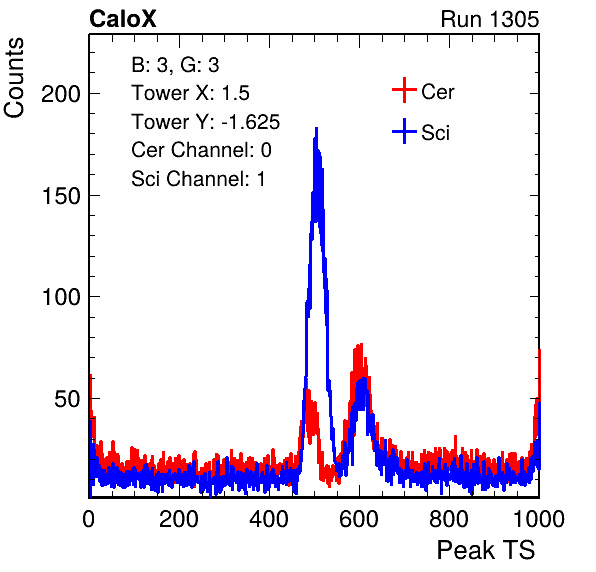 CaloX Run 1305
Counts
B: 3, G: 3
Tower X: 1.5
Tower Y: -1.625
Cer Channel: 0
Sci Channel: 1
Cer
Sci
200
150
100
50
0 200 400 600 800 1000
Peak TS